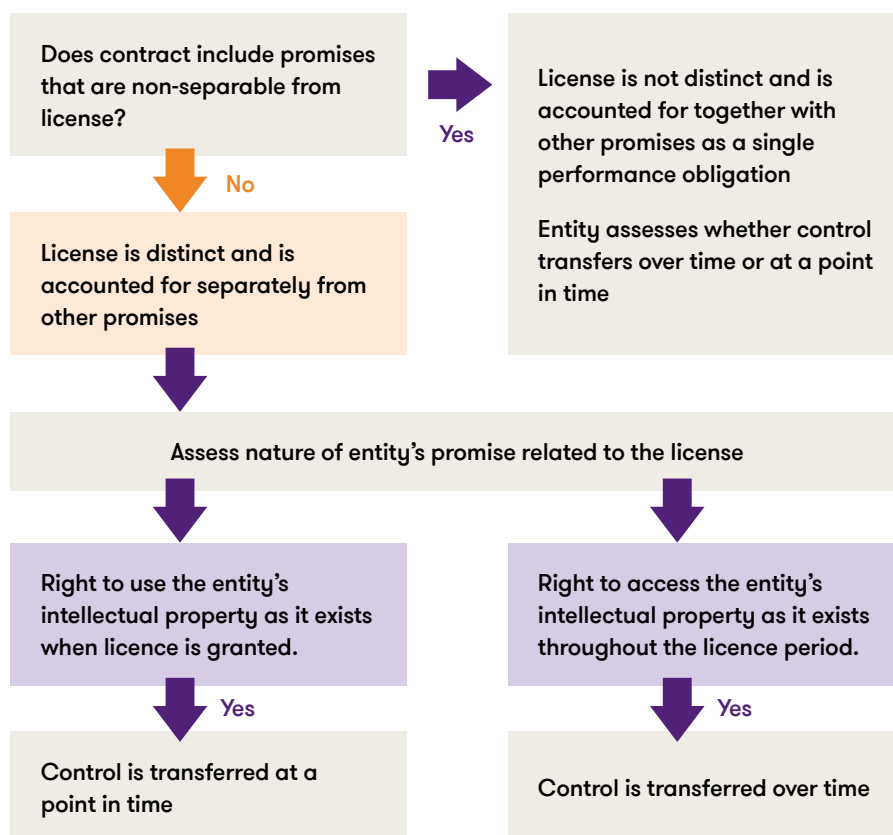 Does contract include promises
that are non-separable from
license?
Yes
License is not distinct and is
accounted for together with
other promises as a single
performance obligation
Entity assesses whether control
transfers over time or at a point
in time
No
License is distinct and is
accounted for separately from
other promises
Assess nature of entity’s promise related to the license
Right to use the entity’s
intellectual property as it exists
when licence is granted.
Right to access the entity’s
intellectual property as it exists
throughout the licence period.
Yes
Yes
Control is transferred at a
point in time
Control is transferred over time